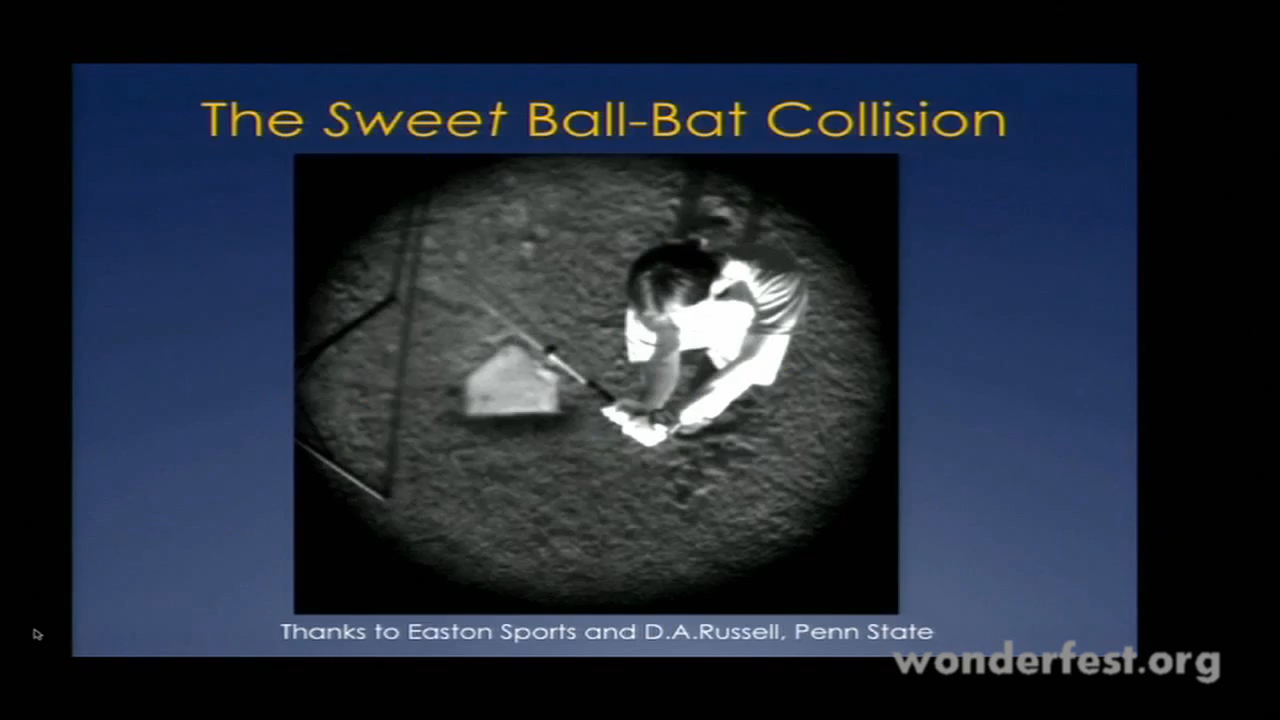 The Sweet Ball-Bat Collision
Thanks to Easton Sports and D.A.Russell, Penn State
wonderfest.org